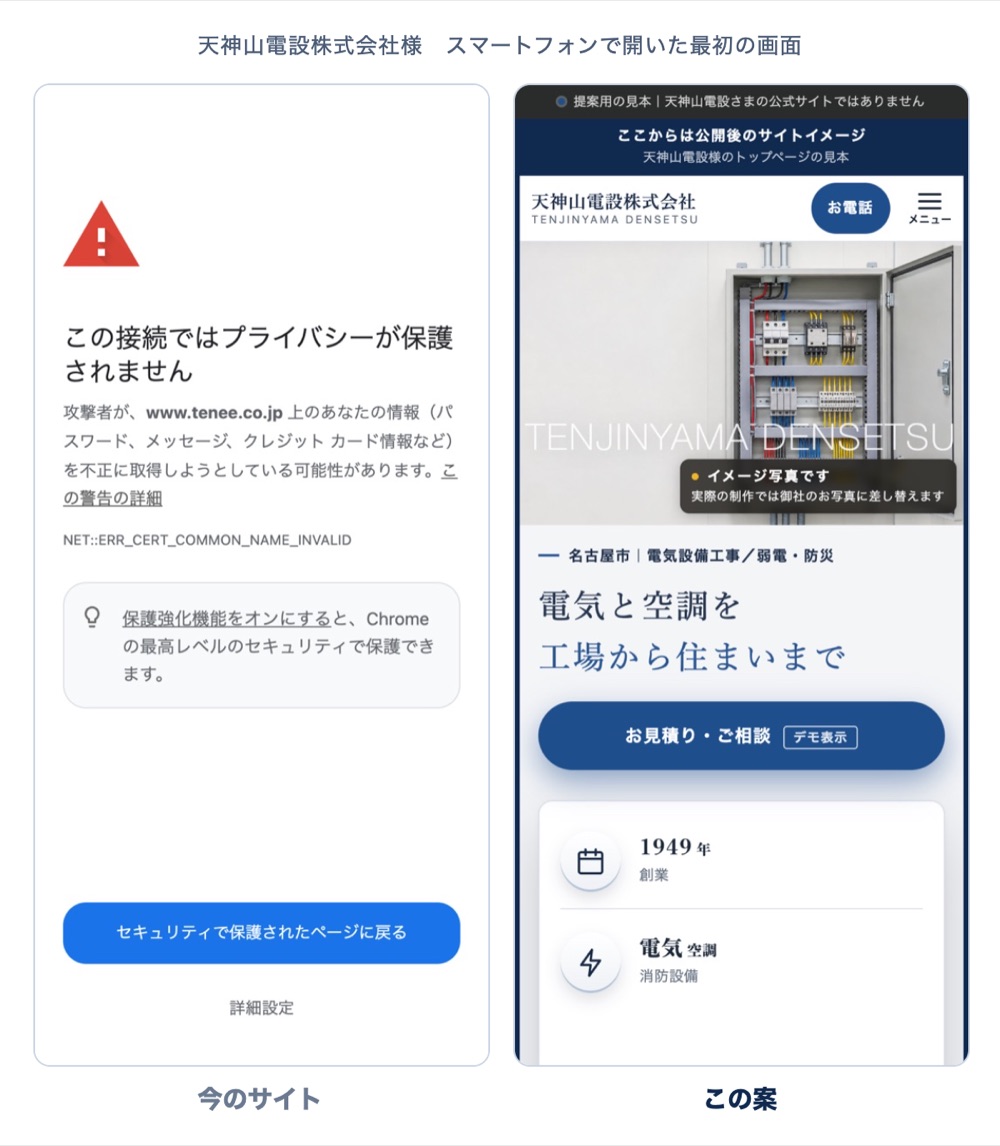 天神山電設株式会社様　スマートフォンで開いた最初の画面
この接続ではプライバシーが保護
されません
攻撃者が、www.tenee.co.jp 上のあなたの情報（パ
スワード、メッセージ、クレジット カード情報など）
を不正に取得しようとしている可能性があります。こ
の警告の詳細
NET::ERR_CERT_COMMON_NAME_INVALID
保護強化機能をオンにすると、Chrome
の最高レベルのセキュリティで保護でき
ます。
セキュリティで保護されたページに戻る
詳細設定
今のサイト
提案用の見本｜天神山電設さまの公式サイトではありません
ここからは公開後のサイトイメージ
天神山電設様のトップページの見本
天神山電設株式会社
TENJINYAMA DENSETSU
お電話
メニュー
TENJINYAMA DENSETSU
イメージ写真です
実際の制作では御社のお写真に差し替えます
名古屋市｜電気設備工事／弱電・防災
電気と空調を
工場から住まいまで
お見積り・ご相談 デモ表示
1949 年
創業
電気 空調
消防設備
この案